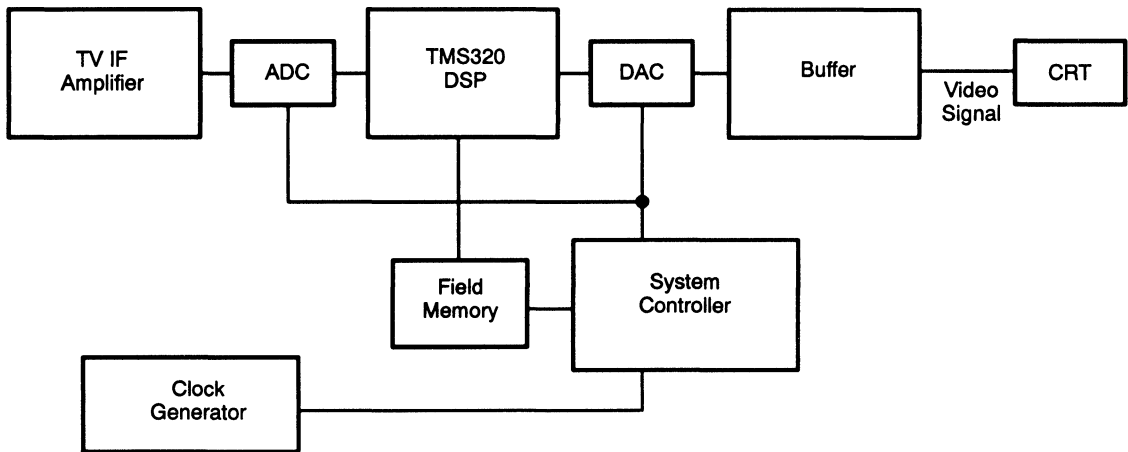 TV IF
Amplifier
ADC
TMS320
DSP
DAC
Buffer
Video
Signal
CRT
Field
Memory
System
Controller
Clock
Generator